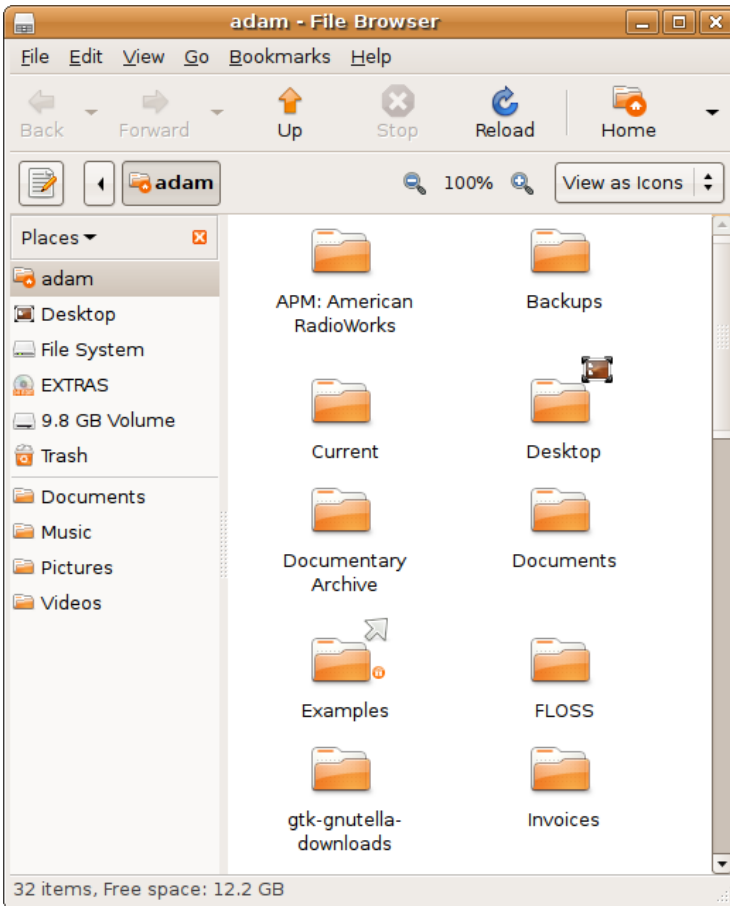 adam - File Browser
File Edit View Go Bookmarks Help
Back Forward Up Stop Reload Home
adam 100% View as Icons
Places
adam
Desktop
File System
EXTRAS
9.8 GB Volume
Trash
Documents
Music
Pictures
Videos
APM: American
RadioWorks
Backups
Current
Desktop
Documentary
Archive
Documents
Examples
FLOSS
gtk-gnutella-
downloads
Invoices
32 items, Free space: 12.2 GB